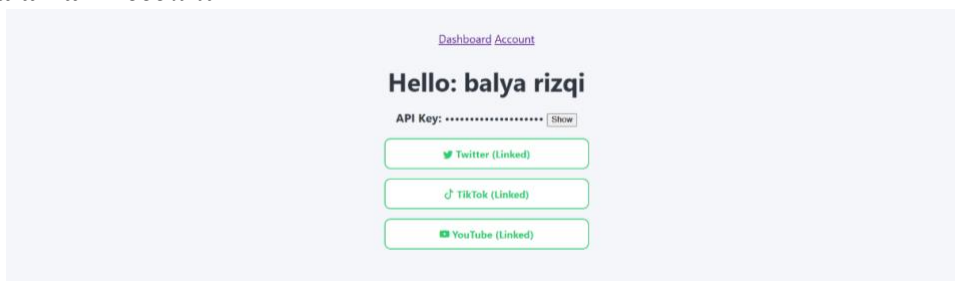 Dashboard Account
Hello: balya rizqi
API Key: •••••••••••••••••••• Show
Twitter (Linked)
TikTok (Linked)
YouTube (Linked)